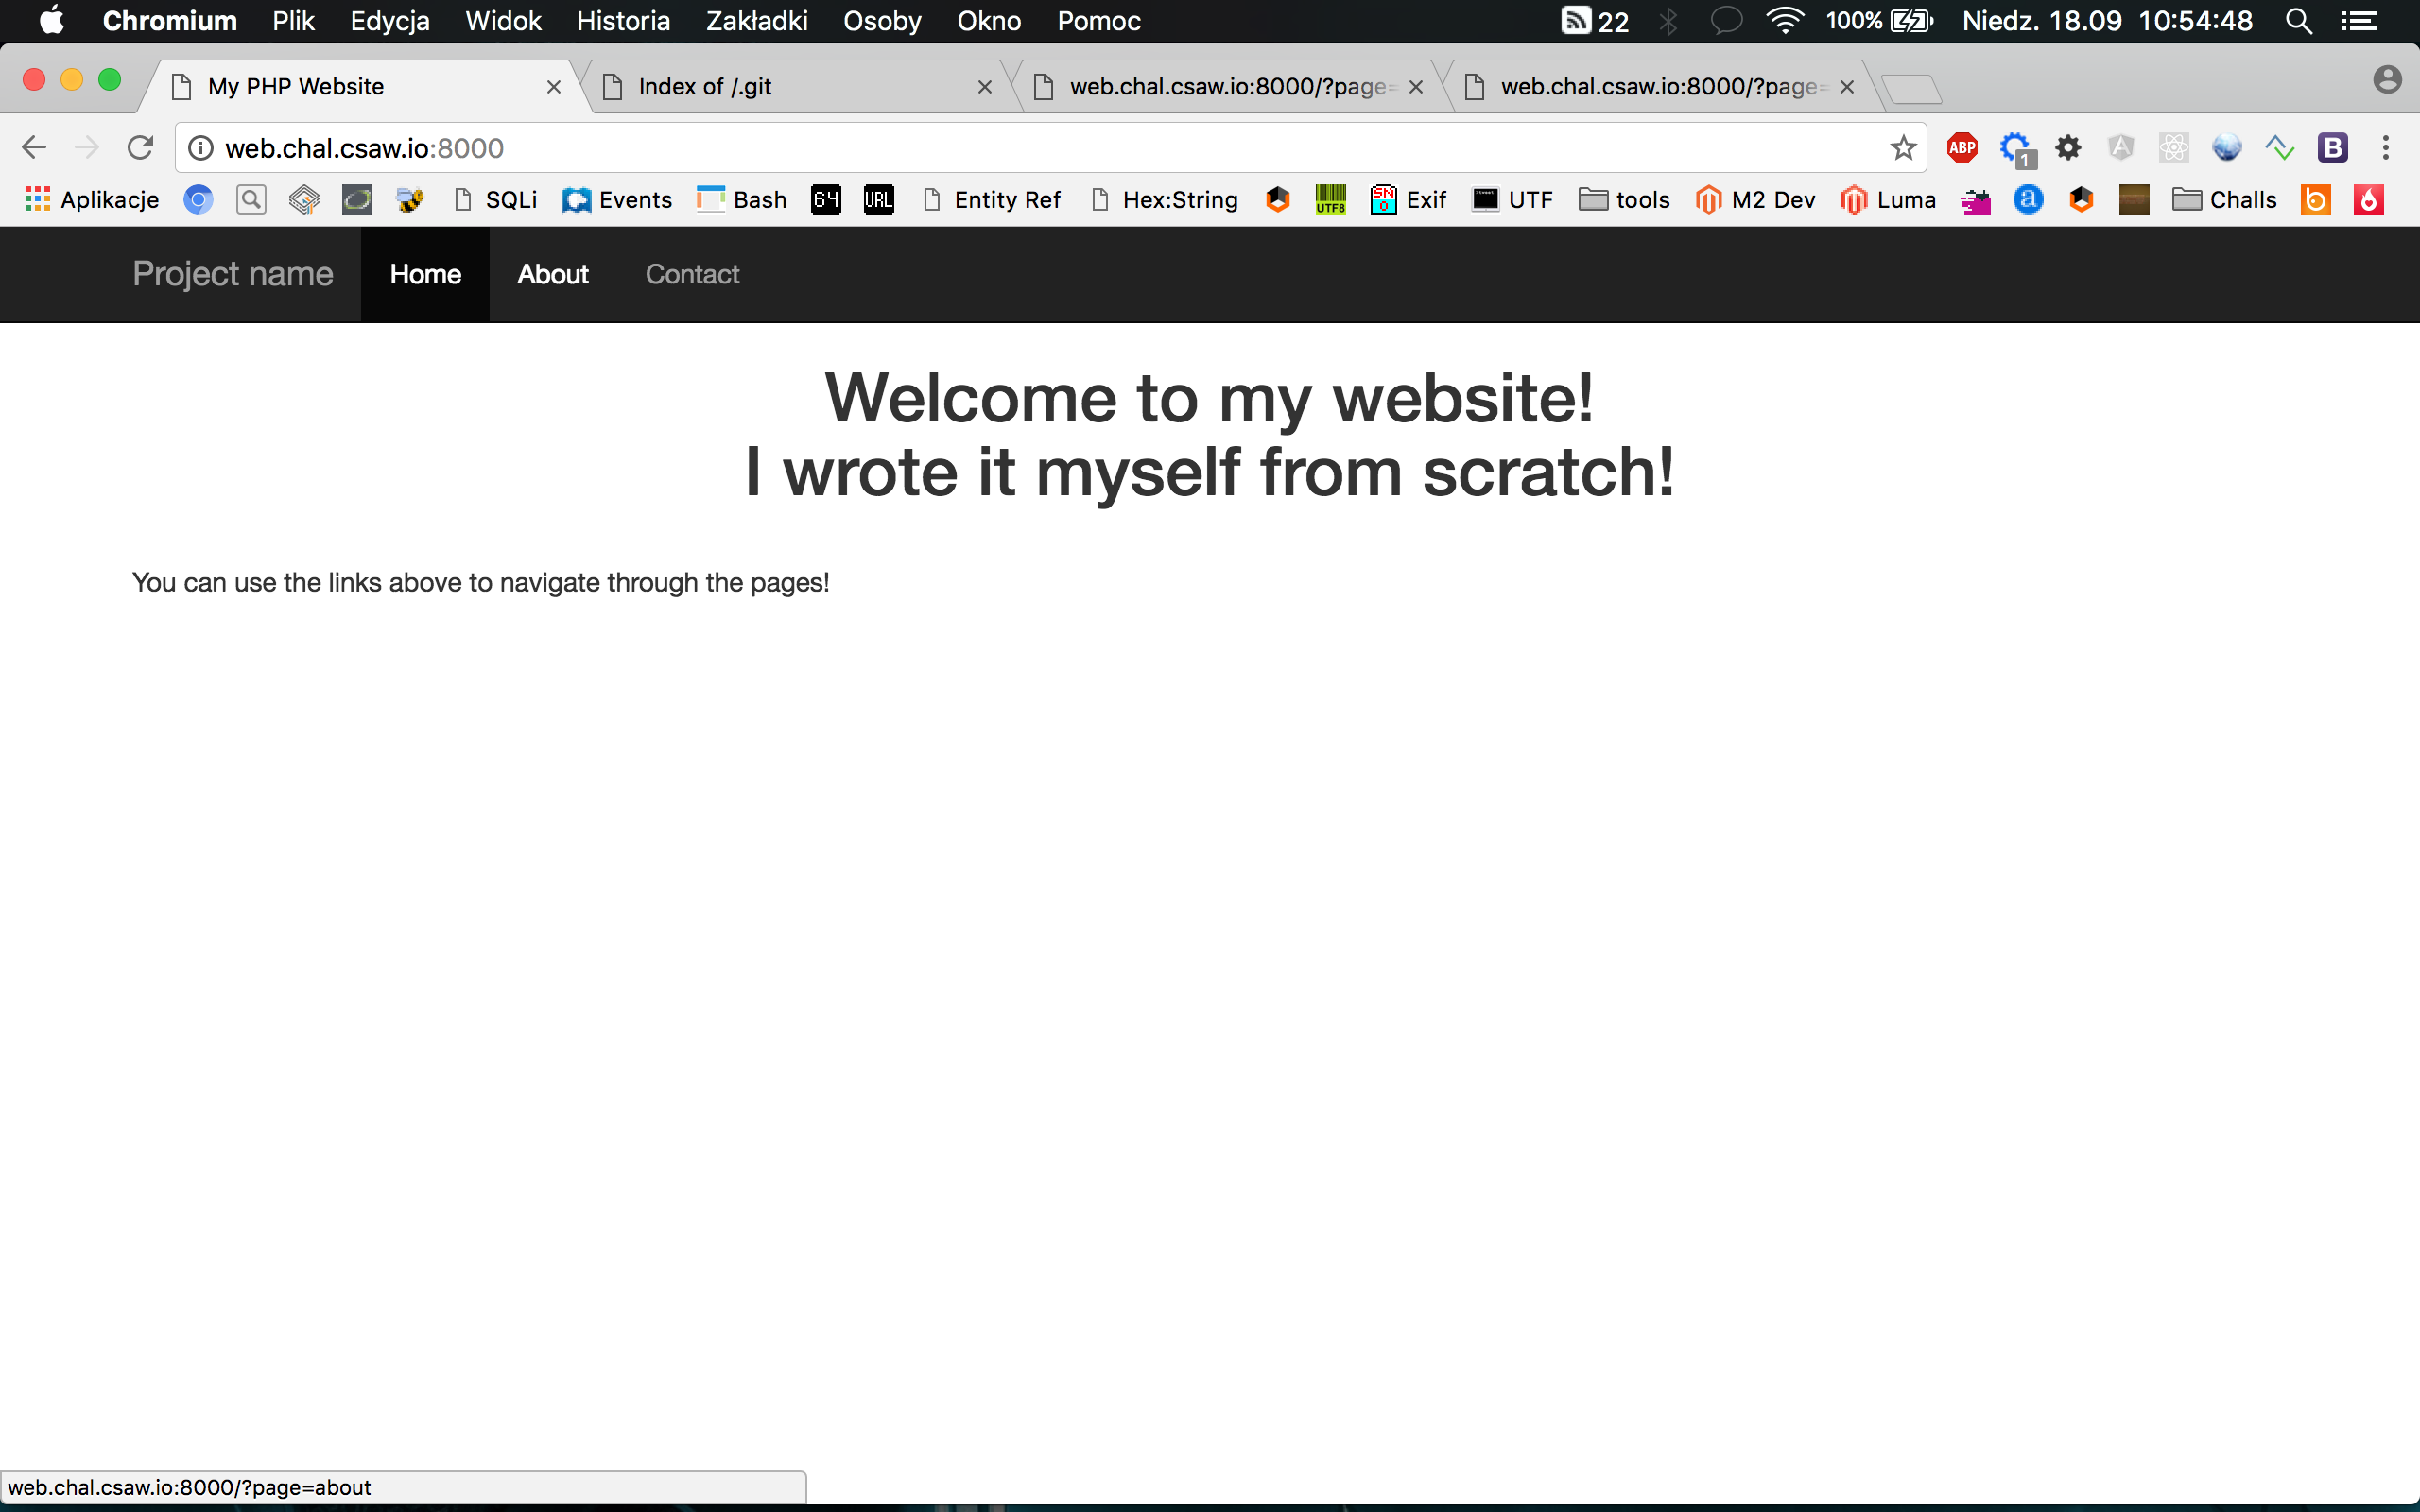 Chromium Plik Edycja Widok Historia Zakładki Osoby Okno Pomoc 22 100% Niedz. 18.09 10:54:48
My PHP Website Index of /.git web.chal.csaw.io:8000/?page= web.chal.csaw.io:8000/?page=
web.chal.csaw.io:8000 ABP 1 B
Aplikacje SQLi Events 64 Bash URL Entity Ref Hex:String UTF8 SN 0 Exif UTF tools M2 Dev Luma a Challs b
Project name Home About Contact
Welcome to my website!
I wrote it myself from scratch!
You can use the links above to navigate through the pages!
web.chal.csaw.io:8000/?page=about